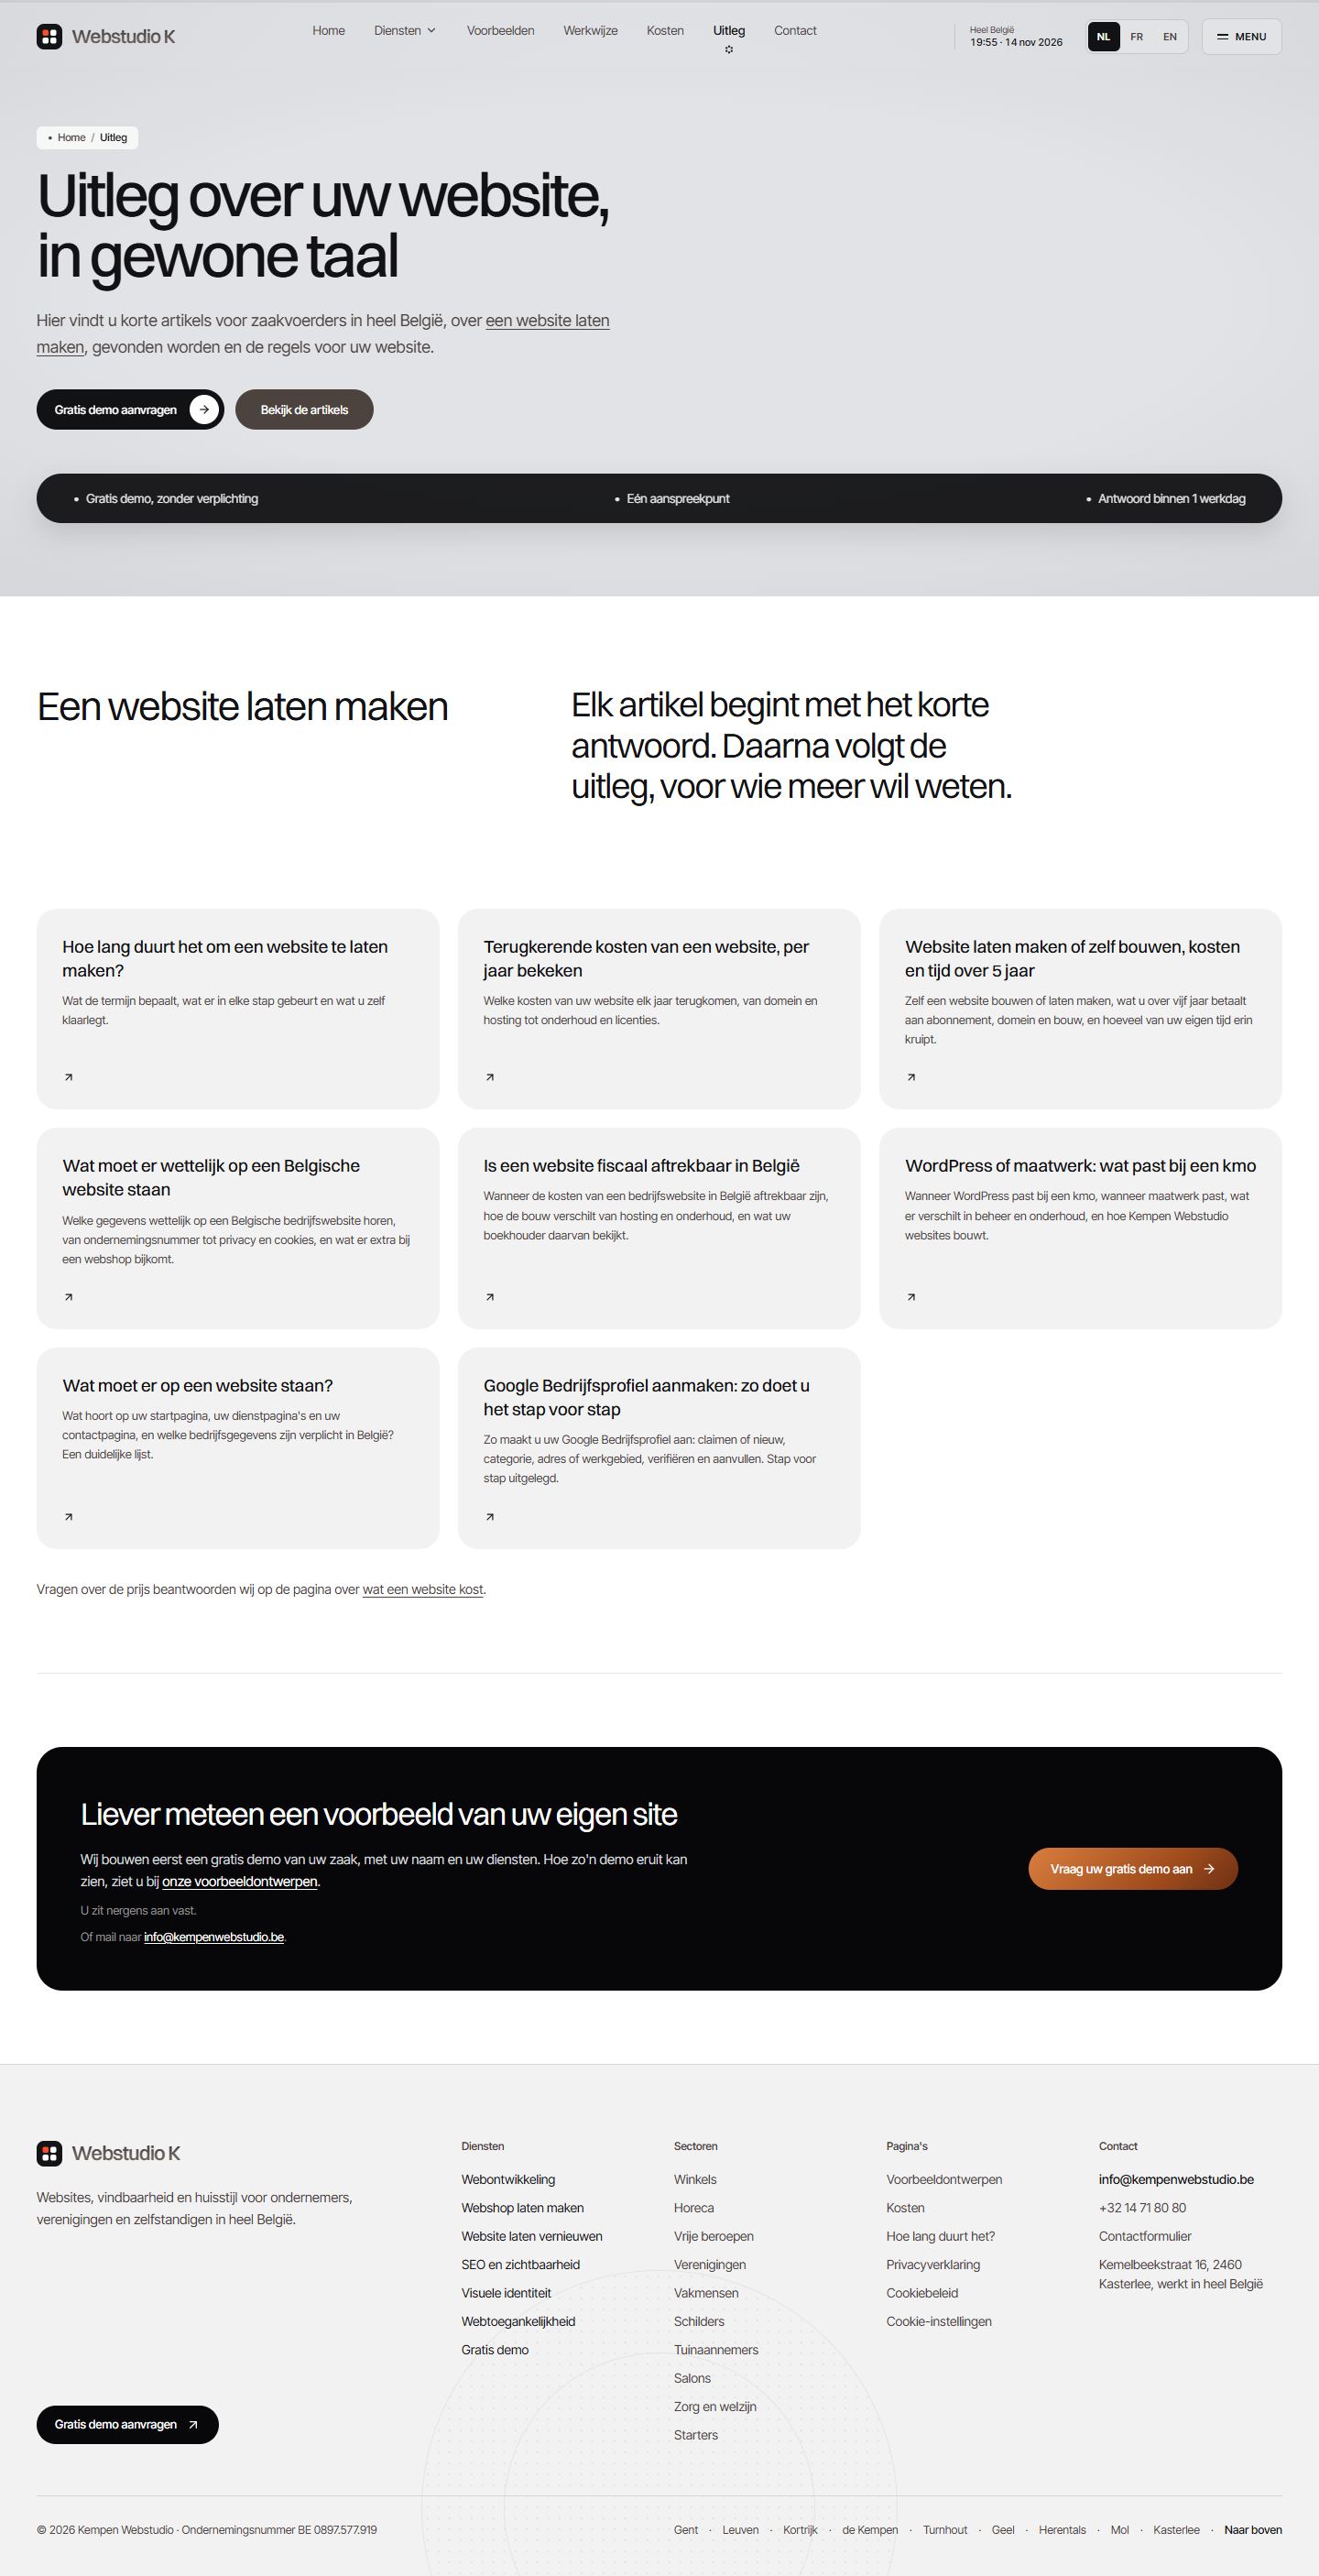 Webstudio K
Home
Diensten
Voorbeelden
Werkwijze
Kosten
Uitleg
Contact
Heel België
19:55 · 14 nov 2026
NL
FR
EN
MENU
• Home / Uitleg
Uitleg over uw website,
in gewone taal
Hier vindt u korte artikels voor zaakvoerders in heel België, over een website laten
maken, gevonden worden en de regels voor uw website.
Gratis demo aanvragen
Bekijk de artikels
• Gratis demo, zonder verplichting
• Eén aanspreekpunt
• Antwoord binnen 1 werkdag
Een website laten maken
Elk artikel begint met het korte
antwoord. Daarna volgt de
uitleg, voor wie meer wil weten.
Hoe lang duurt het om een website te laten
maken?
Wat de termijn bepaalt, wat er in elke stap gebeurt en wat u zelf
klaarlegt.
Terugkerende kosten van een website, per
jaar bekeken
Welke kosten van uw website elk jaar terugkomen, van domein en
hosting tot onderhoud en licenties.
Website laten maken of zelf bouwen, kosten
en tijd over 5 jaar
Zelf een website bouwen of laten maken, wat u over vijf jaar betaalt
aan abonnement, domein en bouw, en hoeveel van uw eigen tijd erin
kruipt.
Wat moet er wettelijk op een Belgische
website staan
Welke gegevens wettelijk op een Belgische bedrijfswebsite horen,
van ondernemingsnummer tot privacy en cookies, en wat er extra bij
een webshop bijkomt.
Is een website fiscaal aftrekbaar in België
Wanneer de kosten van een bedrijfswebsite in België aftrekbaar zijn,
hoe de bouw verschilt van hosting en onderhoud, en wat uw
boekhouder daarvan bekijkt.
WordPress of maatwerk: wat past bij een kmo
Wanneer WordPress past bij een kmo, wanneer maatwerk past, wat
er verschilt in beheer en onderhoud, en hoe Kempen Webstudio
websites bouwt.
Wat moet er op een website staan?
Wat hoort op uw startpagina, uw dienstpagina's en uw
contactpagina, en welke bedrijfsgegevens zijn verplicht in België?
Een duidelijke lijst.
Google Bedrijfsprofiel aanmaken: zo doet u
het stap voor stap
Zo maakt u uw Google Bedrijfsprofiel aan: claimen of nieuw,
categorie, adres of werkgebied, verifiëren en aanvullen. Stap voor
stap uitgelegd.
Vragen over de prijs beantwoorden wij op de pagina over wat een website kost.
Liever meteen een voorbeeld van uw eigen site
Wij bouwen eerst een gratis demo van uw zaak, met uw naam en uw diensten. Hoe zo'n demo eruit kan
zien, ziet u bij onze voorbeeldontwerpen.
U zit nergens aan vast.
Of mail naar info@kempenwebstudio.be.
Vraag uw gratis demo aan
Webstudio K
Websites, vindbaarheid en huisstijl voor ondernemers,
verenigingen en zelfstandigen in heel België.
Gratis demo aanvragen
Diensten
Webontwikkeling
Webshop laten maken
Website laten vernieuwen
SEO en zichtbaarheid
Visuele identiteit
Webtoegankelijkheid
Gratis demo
Sectoren
Winkels
Horeca
Vrije beroepen
Verenigingen
Vakmensen
Schilders
Tuinaannemers
Salons
Zorg en welzijn
Starters
Pagina's
Voorbeeldontwerpen
Kosten
Hoe lang duurt het?
Privacyverklaring
Cookiebeleid
Cookie-instellingen
Contact
info@kempenwebstudio.be
+32 14 71 80 80
Contactformulier
Kemelbeekstraat 16, 2460
Kasterlee, werkt in heel België
© 2026 Kempen Webstudio · Ondernemingsnummer BE 0897.577.919
Gent · Leuven · Kortrijk · de Kempen · Turnhout · Geel · Herentals · Mol · Kasterlee · Naar boven